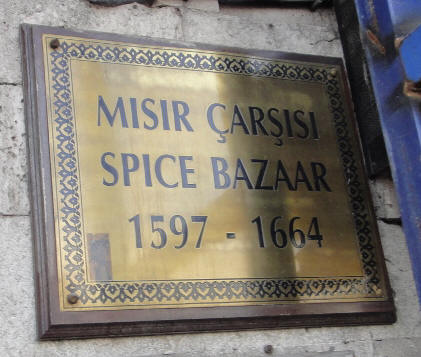 MISIR ÇARŞISI
SPICE BAZAAR
1597 - 1664